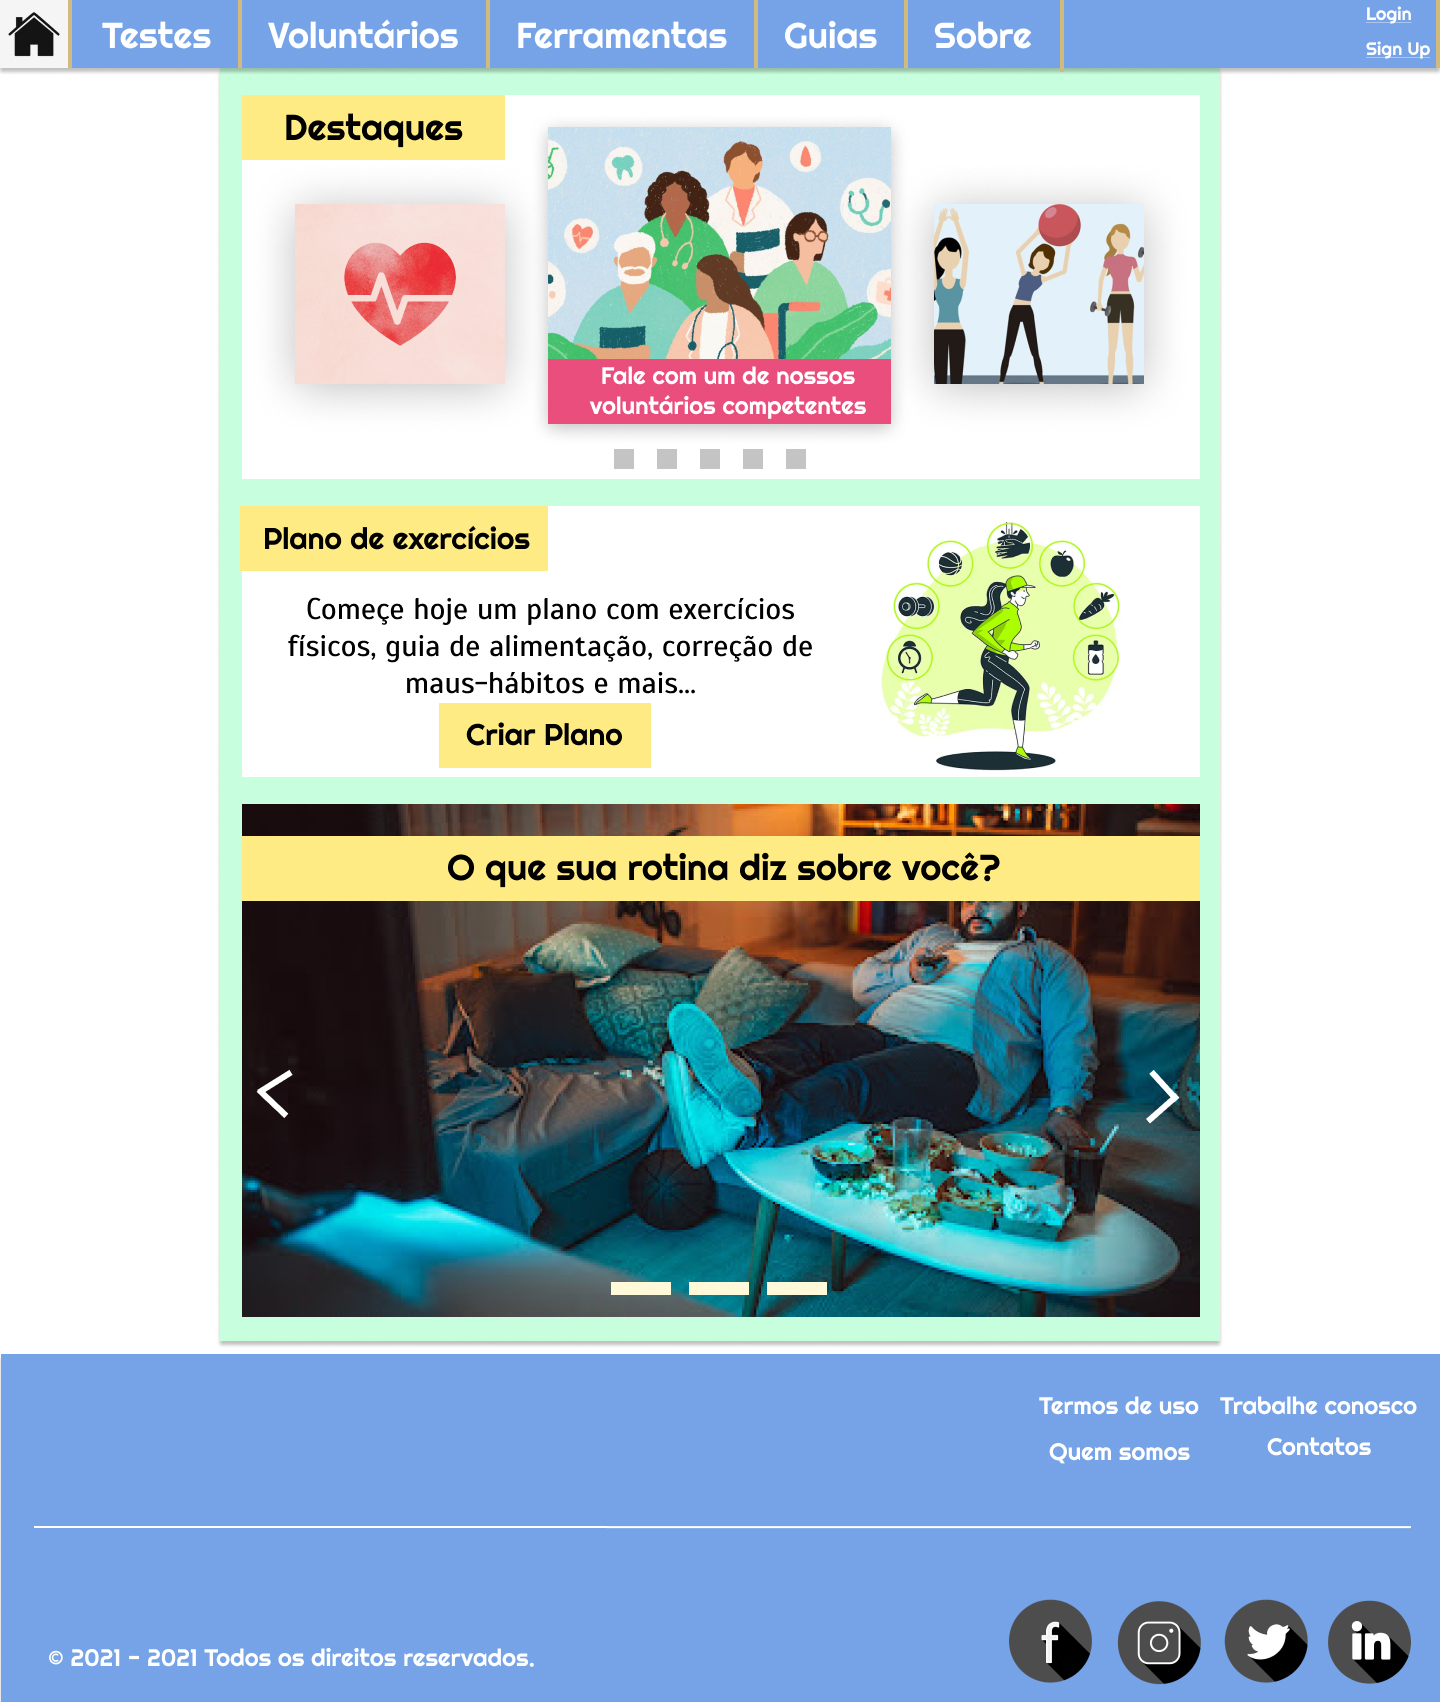 Testes
Voluntários
Ferramentas
Guias
Sobre
Login
Sign Up
Destaques
Fale com um de nossos
voluntários competentes
Plano de exercícios
Começe hoje um plano com exercícios
físicos, guia de alimentação, correção de
maus-hábitos e mais...
Criar Plano
O que sua rotina diz sobre você?
Termos de uso
Trabalhe conosco
Quem somos
Contatos
© 2021 - 2021 Todos os direitos reservados.